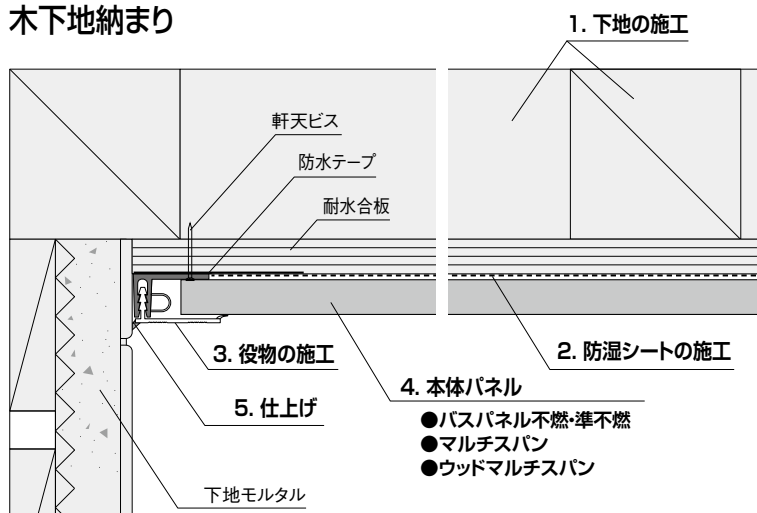 木下地納まり
1. 下地の施工
軒天ビス
防水テープ
耐水合板
3. 役物の施工
2. 防湿シートの施工
4. 本体パネル
5. 仕上げ
●バスパネル不燃・準不燃
●マルチスパン
●ウッドマルチスパン
下地モルタル